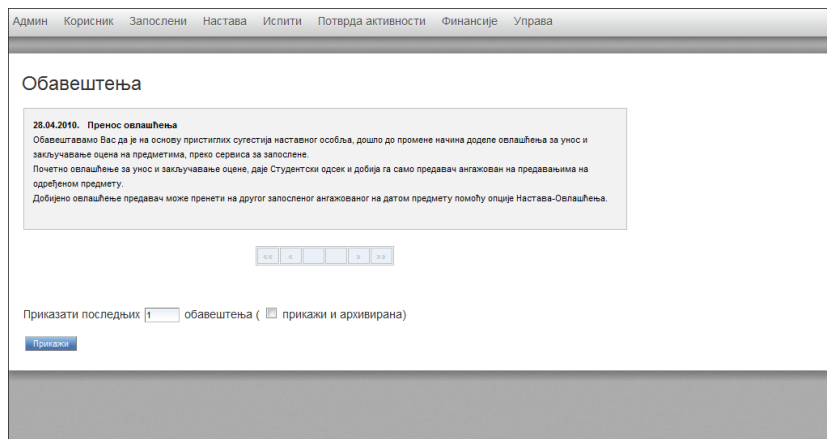 Админ Корисник Запослени Настава Испити Потврда активности Финансије Управа
Обавештења
28.04.2010. Пренос овлашћења
Обавештавамо Вас да је на основу пристиглих сугестија наставног особља, дошло до промене начина доделе овлашћења за унос и
закључавање оцена на предметима, преко сервиса за запослене.
Почетно овлашћење за унос и закључавање оцене, даје Студентски одсек и добија га само предавач ангажован на предавањима на
одређеном предмету.
Добијено овлашћење предавач може пренети на другог запосленог ангажованог на датом предмету помоћу опције Настава-Овлашћења.
<< < > >>
Приказати последњих 1 обавештења ( прикажи и архивирана)
Прикажи